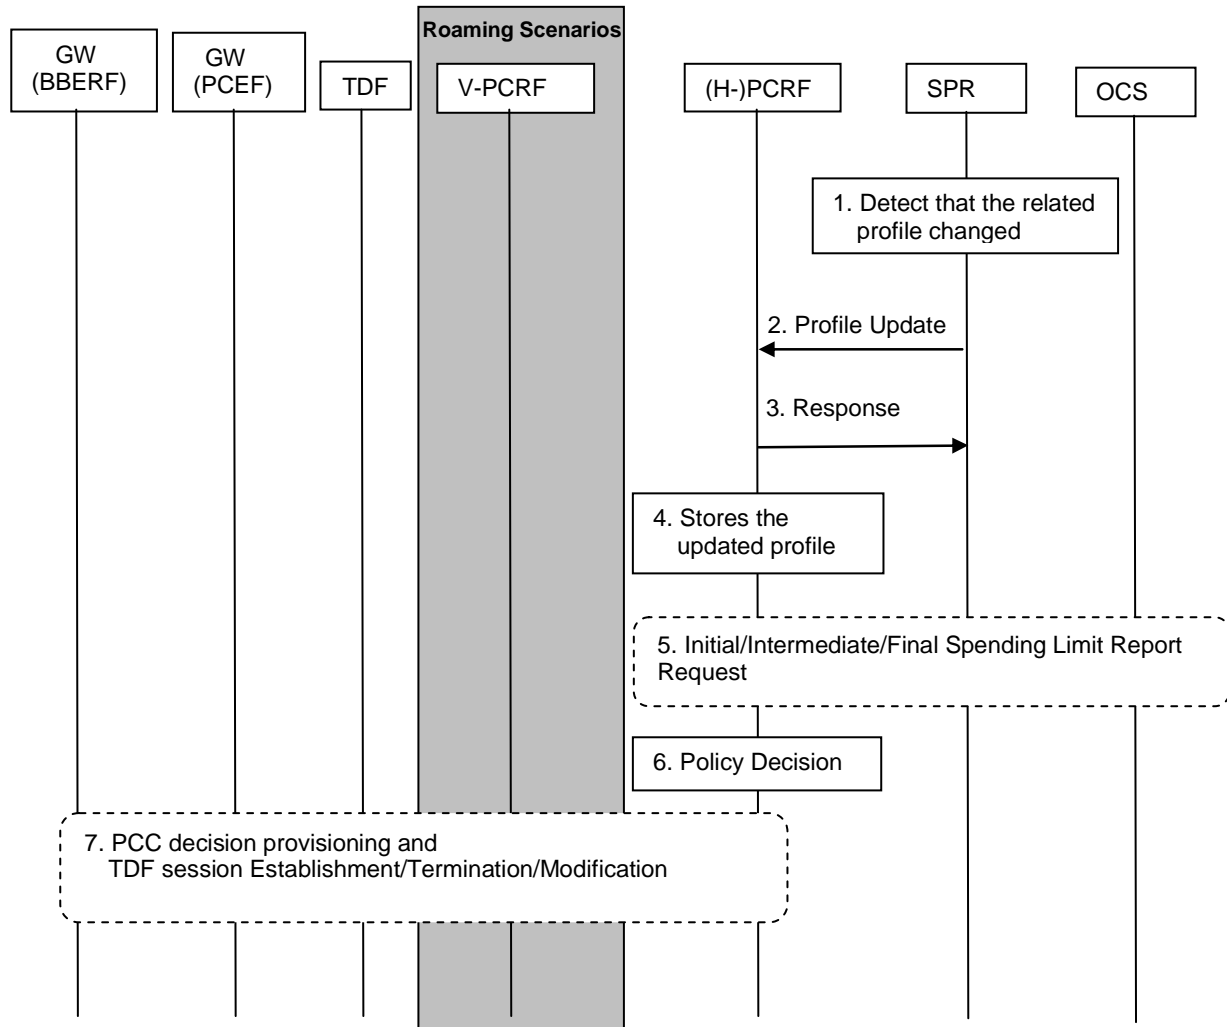 Roaming Scenarios
GW
(BBERF)
GW
(PCEF)
TDF
V-PCRF
(H-)PCRF
SPR
OCS
1. Detect that the related
profile changed
2. Profile Update
3. Response
4. Stores the
updated profile
5. Initial/Intermediate/Final Spending Limit Report
Request
6. Policy Decision
7. PCC decision provisioning and
TDF session Establishment/Termination/Modification